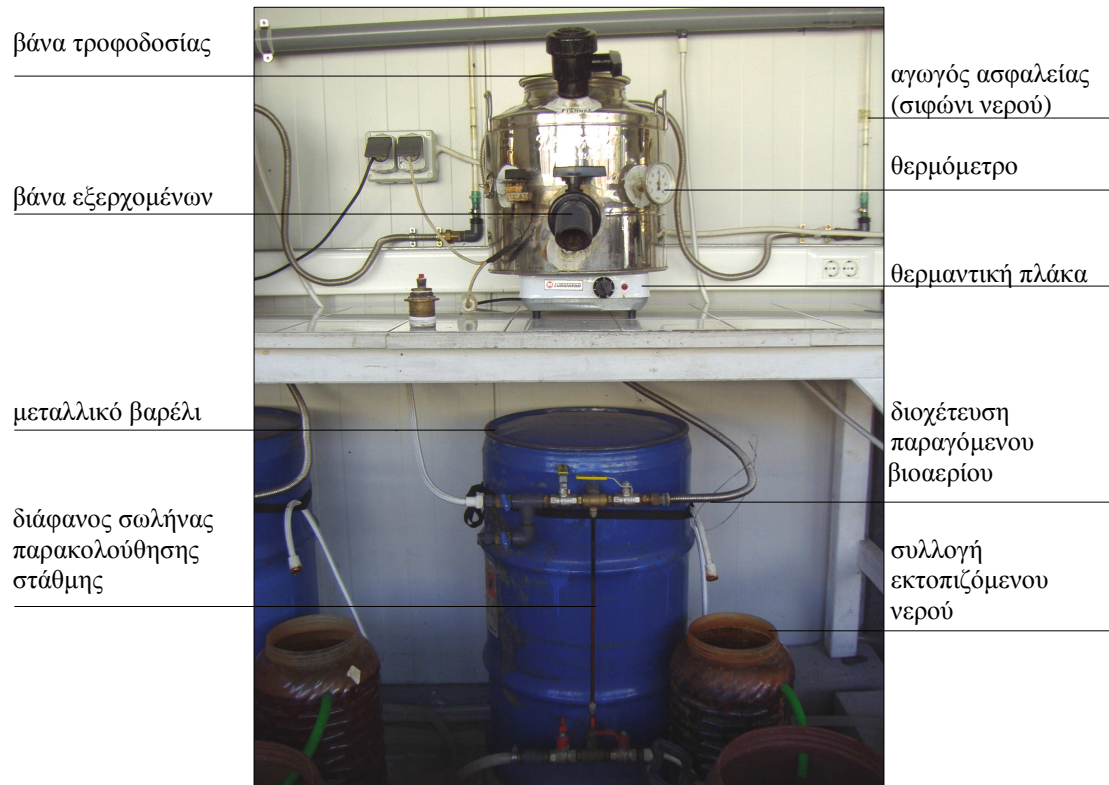 βάνα τροφοδοσίας
αγωγός ασφαλείας
(σιφώνι νερού)
θερμόμετρο
βάνα εξερχομένων
θερμαντική πλάκα
μεταλλικό βαρέλι
διοχέτευση
παραγόμενου
βιοαερίου
διάφανος σωλήνας
παρακολούθησης
στάθμης
συλλογή
εκτοπιζόμενου
νερού